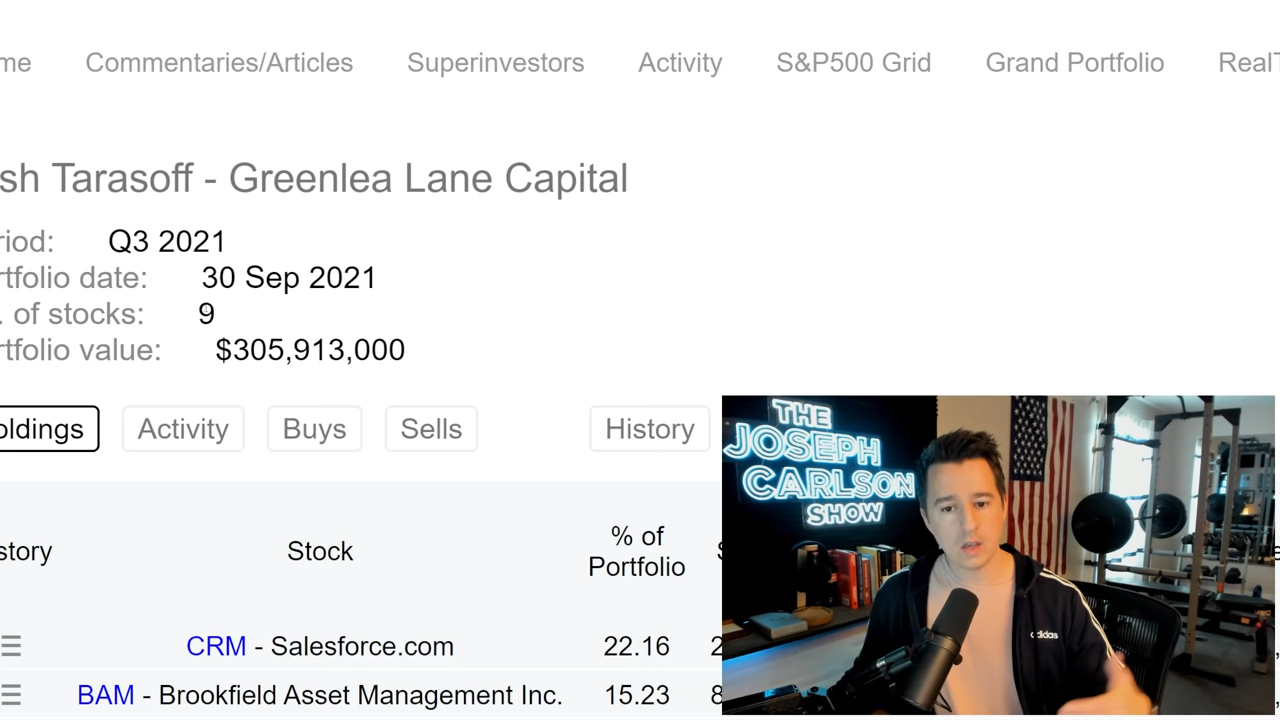 me Commentaries/Articles Superinvestors Activity S&P500 Grid Grand Portfolio RealT
sh Tarasoff - Greenlea Lane Capital
riod: Q3 2021
rtfolio date: 30 Sep 2021
. of stocks: 9
rtfolio value: $305,913,000
oldings Activity Buys Sells History
story Stock % of
Portfolio
CRM - Salesforce.com 22.16 2
BAM - Brookfield Asset Management Inc. 15.23 8
THE
JOSEPH
CARLSON
SHOW
adidas